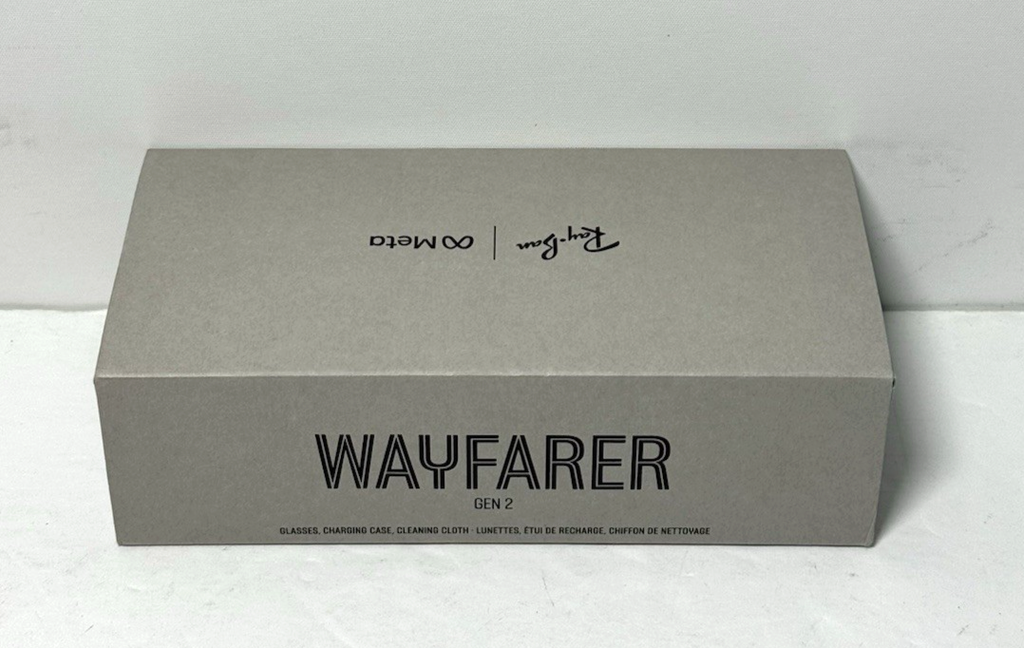 Ray-Ban | ∞ Meta
WAYFARER
GEN 2
GLASSES, CHARGING CASE, CLEANING CLOTH · LUNETTES, ÉTUI DE RECHARGE, CHIFFON DE NETTOYAGE